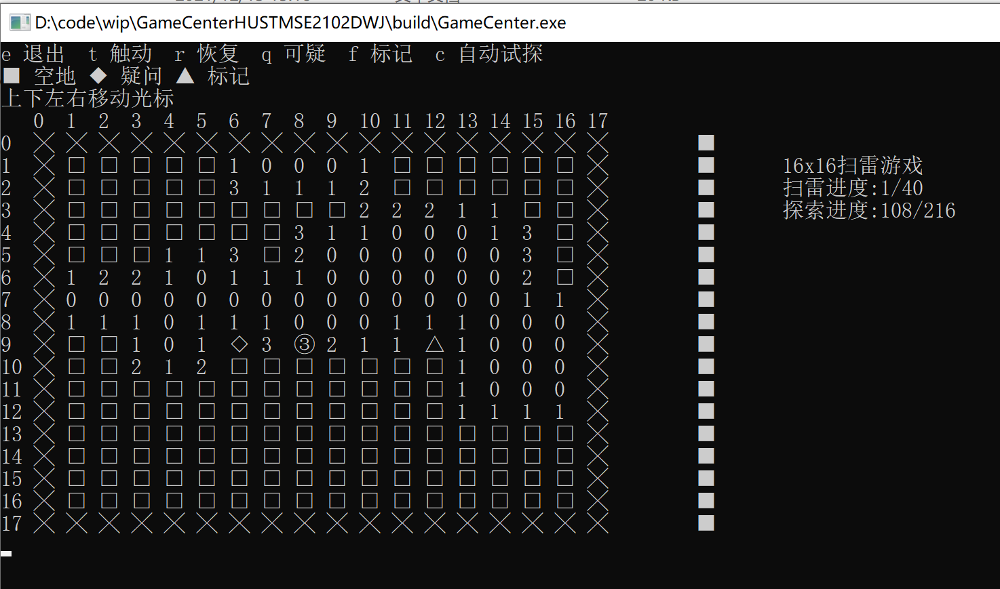 D:\code\wip\GameCenterHUSTMSE2102DWJ\build\GameCenter.exe
e 退出 t 触动 r 恢复 q 可疑 f 标记 c 自动试探
■ 空地 ◆ 疑问 ▲ 标记
上下左右移动光标
0 1 2 3 4 5 6 7 8 9 10 11 12 13 14 15 16 17
0 ╳ ╳ ╳ ╳ ╳ ╳ ╳ ╳ ╳ ╳ ╳ ╳ ╳ ╳ ╳ ╳ ╳ ╳ ■
1 ╳ □ □ □ □ □ 1 0 0 0 1 □ □ □ □ □ □ ╳ ■ 16x16扫雷游戏
2 ╳ □ □ □ □ □ 3 1 1 1 2 □ □ □ □ □ □ ╳ ■ 扫雷进度:1/40
3 ╳ □ □ □ □ □ □ □ □ □ 2 2 2 1 1 □ □ ╳ ■ 探索进度:108/216
4 ╳ □ □ □ □ □ □ □ 3 1 1 0 0 0 1 3 □ ╳ ■
5 ╳ □ □ □ 1 1 3 □ 2 0 0 0 0 0 0 3 □ ╳ ■
6 ╳ 1 2 2 1 0 1 1 1 0 0 0 0 0 0 2 □ ╳ ■
7 ╳ 0 0 0 0 0 0 0 0 0 0 0 0 0 0 1 1 ╳ ■
8 ╳ 1 1 1 0 1 1 1 0 0 0 1 1 1 0 0 0 ╳ ■
9 ╳ □ □ 1 0 1 ◇ 3 ③ 2 1 1 △ 1 0 0 0 ╳ ■
10 ╳ □ □ 2 1 2 □ □ □ □ □ □ □ 1 0 0 0 ╳ ■
11 ╳ □ □ □ □ □ □ □ □ □ □ □ □ 1 0 0 0 ╳ ■
12 ╳ □ □ □ □ □ □ □ □ □ □ □ □ 1 1 1 1 ╳ ■
13 ╳ □ □ □ □ □ □ □ □ □ □ □ □ □ □ □ □ ╳ ■
14 ╳ □ □ □ □ □ □ □ □ □ □ □ □ □ □ □ □ ╳ ■
15 ╳ □ □ □ □ □ □ □ □ □ □ □ □ □ □ □ □ ╳ ■
16 ╳ □ □ □ □ □ □ □ □ □ □ □ □ □ □ □ □ ╳ ■
17 ╳ ╳ ╳ ╳ ╳ ╳ ╳ ╳ ╳ ╳ ╳ ╳ ╳ ╳ ╳ ╳ ╳ ╳ ■